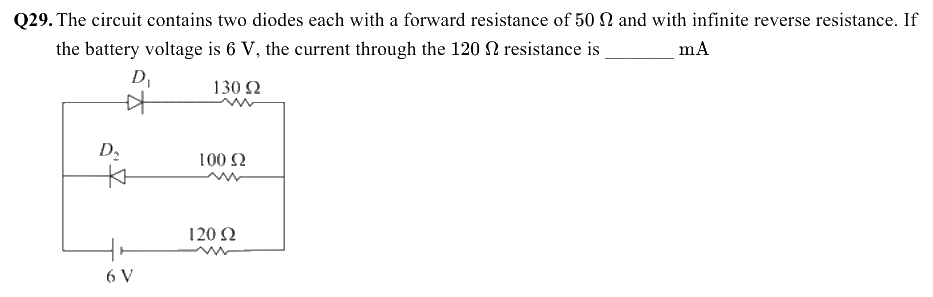 Q29. The circuit contains two diodes each with a forward resistance of 50 Ω and with infinite reverse resistance. If
the battery voltage is 6 V, the current through the 120 Ω resistance is ________ mA
D₁
130 Ω
D₂
100 Ω
120 Ω
6 V